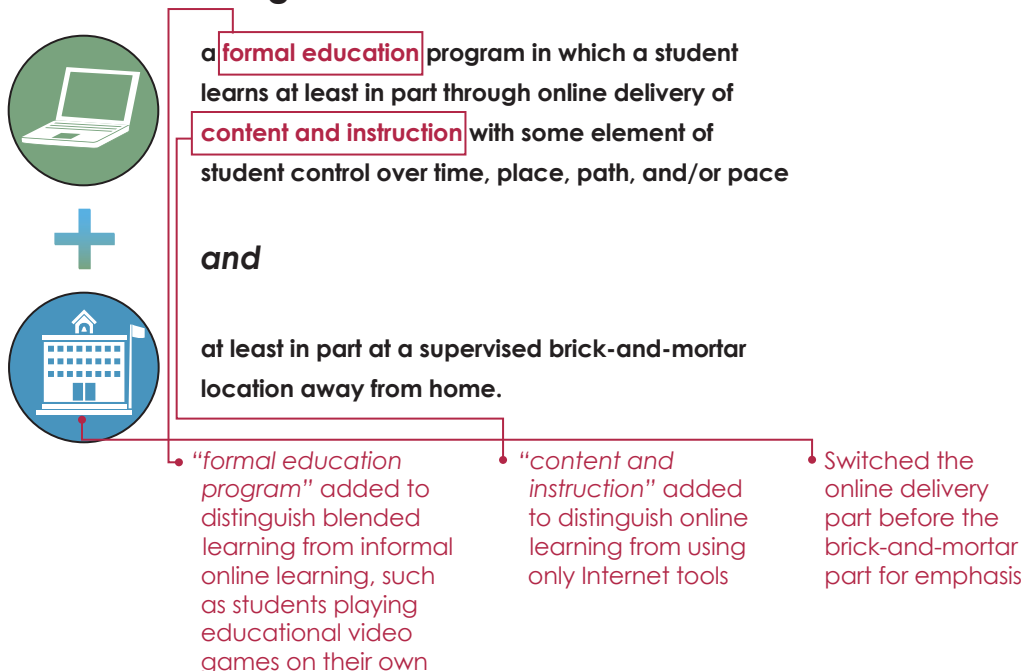 a formal education program in which a student
learns at least in part through online delivery of
content and instruction with some element of
student control over time, place, path, and/or pace
and
at least in part at a supervised brick-and-mortar
location away from home.
“formal education
program” added to
distinguish blended
learning from informal
online learning, such
as students playing
educational video
games on their own
“content and
instruction” added
to distinguish online
learning from using
only Internet tools
Switched the
online delivery
part before the
brick-and-mortar
part for emphasis